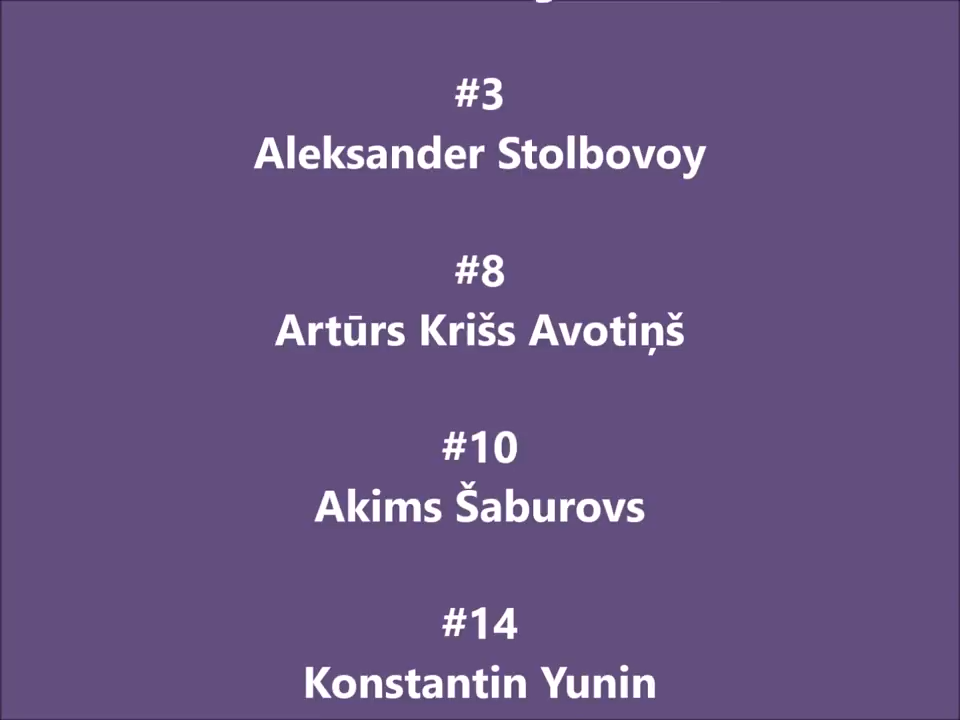 #3
Aleksander Stolbovoy
#8
Artūrs Krišs Avotiņš
#10
Akims Šaburovs
#14
Konstantin Yunin